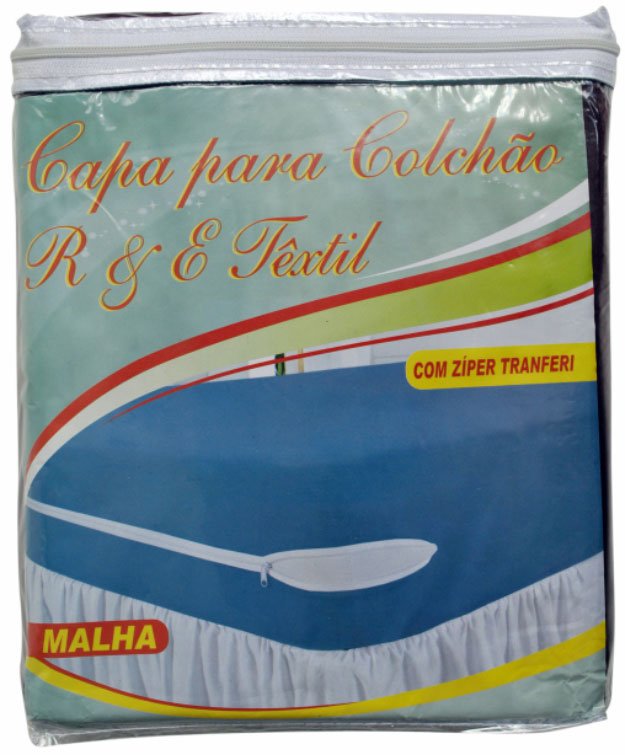 Capa para Colchão
R & E Têxtil
COM ZÍPER TRANFERI
MALHA